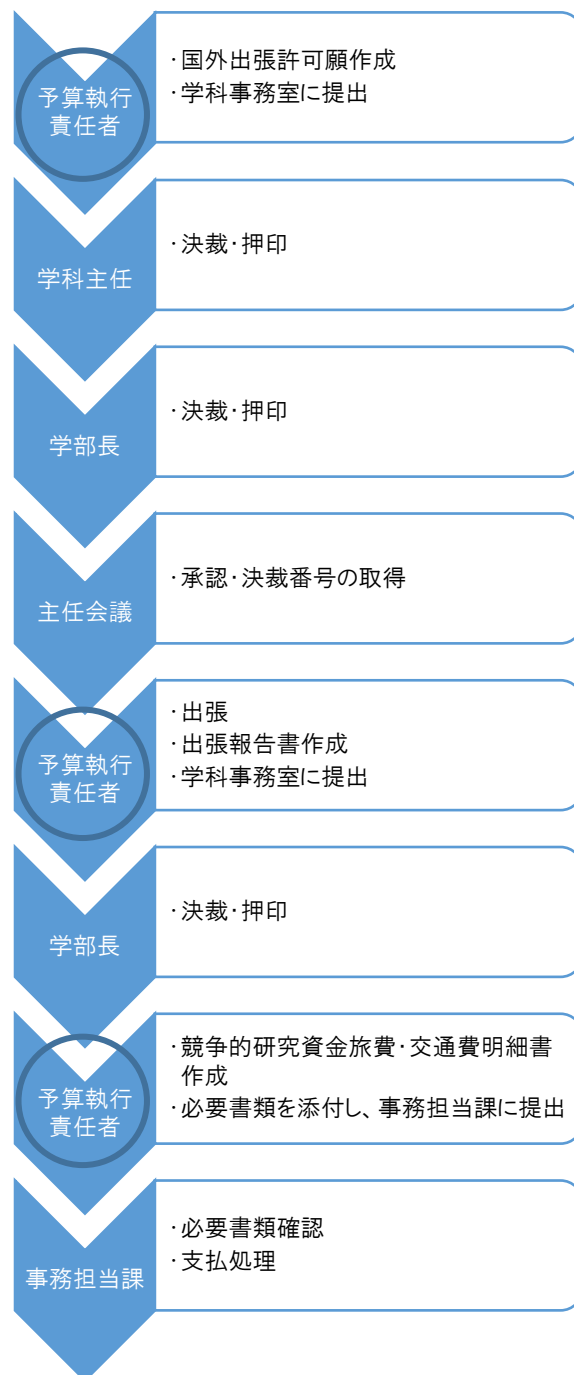 予算執行
責任者
・国外出張許可願作成
・学科事務室に提出
学科主任
・決裁・押印
学部長
・決裁・押印
主任会議
・承認・決裁番号の取得
予算執行
責任者
・出張
・出張報告書作成
・学科事務室に提出
学部長
・決裁・押印
予算執行
責任者
・競争的研究資金旅費・交通費明細書
作成
・必要書類を添付し、事務担当課に提出
事務担当課
・必要書類確認
・支払処理